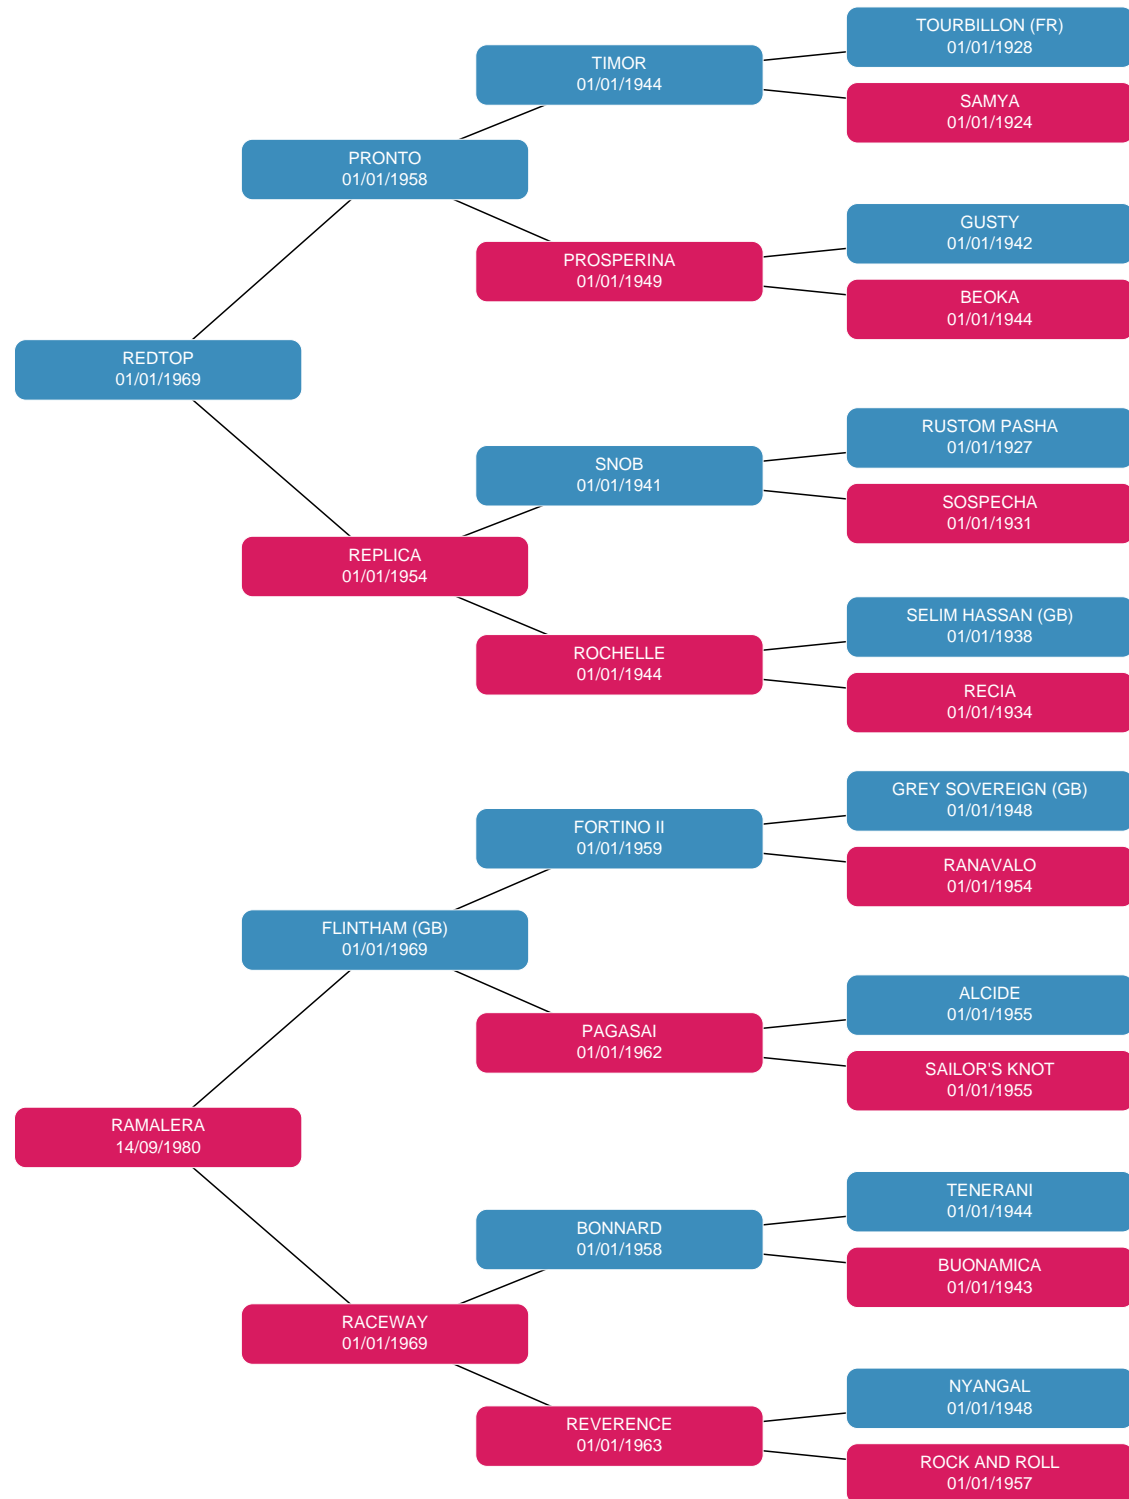 TOURBILLON (FR)
01/01/1928
TIMOR
01/01/1944
SAMYA
01/01/1924
PRONTO
01/01/1958
GUSTY
01/01/1942
PROSPERINA
01/01/1949
BEOKA
01/01/1944
REDTOP
01/01/1969
RUSTOM PASHA
01/01/1927
SNOB
01/01/1941
SOSPECHA
01/01/1931
REPLICA
01/01/1954
SELIM HASSAN (GB)
01/01/1938
ROCHELLE
01/01/1944
RECIA
01/01/1934
GREY SOVEREIGN (GB)
01/01/1948
FORTINO II
01/01/1959
RANAVALO
01/01/1954
FLINTHAM (GB)
01/01/1969
ALCIDE
01/01/1955
PAGASAI
01/01/1962
SAILOR'S KNOT
01/01/1955
RAMALERA
14/09/1980
TENERANI
01/01/1944
BONNARD
01/01/1958
BUONAMICA
01/01/1943
RACEWAY
01/01/1969
NYANGAL
01/01/1948
REVERENCE
01/01/1963
ROCK AND ROLL
01/01/1957